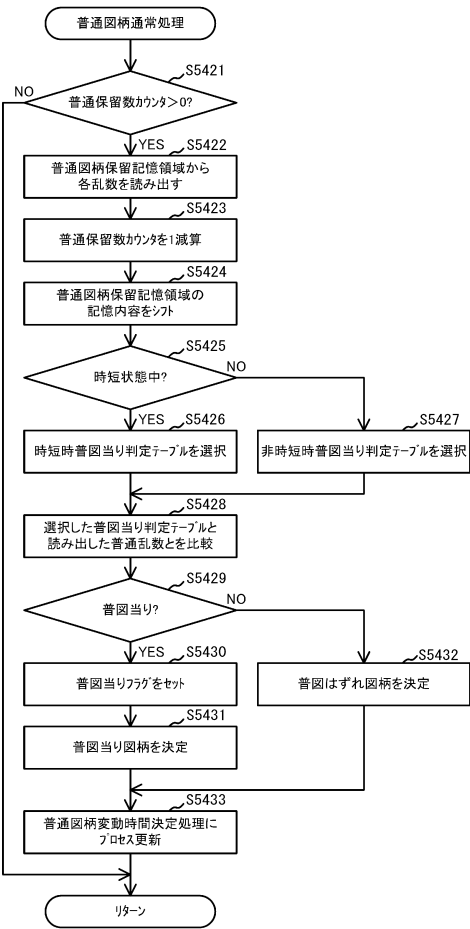 普通図柄通常処理
S5421
NO
普通保留数カウンタ>0?
YES
S5422
普通図柄保留記憶領域から
各乱数を読み出す
S5423
普通保留数カウンタを1減算
S5424
普通図柄保留記憶領域の
記憶内容をシフト
S5425
時短状態中?
NO
YES
S5426
S5427
時短時普図当り判定テーブルを選択
非時短時普図当り判定テーブルを選択
S5428
選択した普図当り判定テーブルと
読み出した普通乱数とを比較
S5429
普図当り?
NO
YES
S5430
S5432
普図当りフラグをセット
普図はずれ図柄を決定
S5431
普図当り図柄を決定
S5433
普通図柄変動時間決定処理に
プロセス更新
リターン